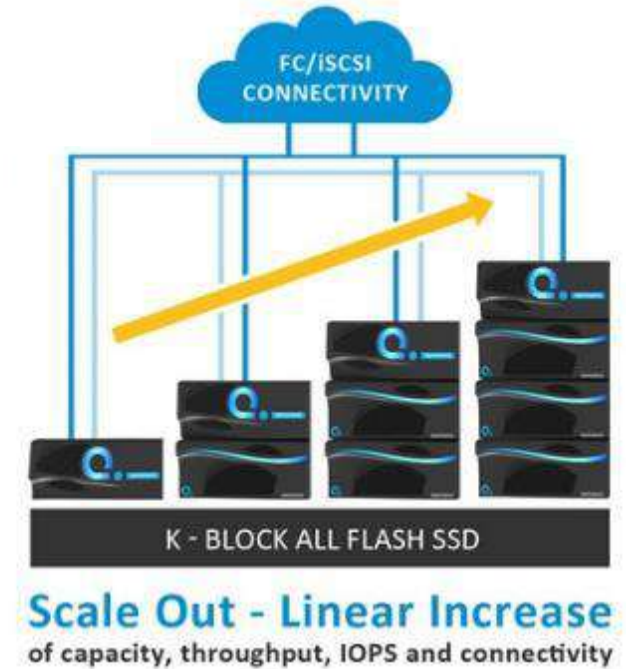 FC/iSCSI
CONNECTIVITY
K - BLOCK ALL FLASH SSD
Scale Out - Linear Increase
of capacity, throughput, IOPS and connectivity